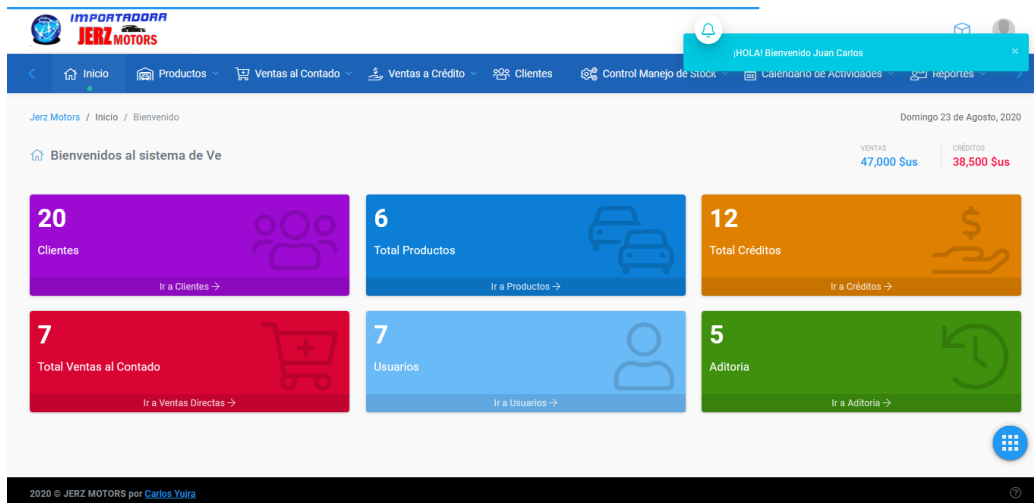 IMPORTADORA
JERZ MOTORS
¡HOLA! Bienvenido Juan Carlos ×
Inicio Productos Ventas al Contado Ventas a Crédito Clientes Control Manejo de Stock Calendario de Actividades Reportes
Jerz Motors / Inicio / Bienvenido
Domingo 23 de Agosto, 2020
Bienvenidos al sistema de Ve
VENTAS
47,000 $us
CRÉDITOS
38,500 $us
20
Clientes
Ir a Clientes →
6
Total Productos
Ir a Productos →
12
Total Créditos
Ir a Créditos →
7
Total Ventas al Contado
Ir a Ventas Directas →
7
Usuarios
Ir a Usuarios →
5
Aditoria
Ir a Aditoria →
2020 © JERZ MOTORS por Carlos Yujra